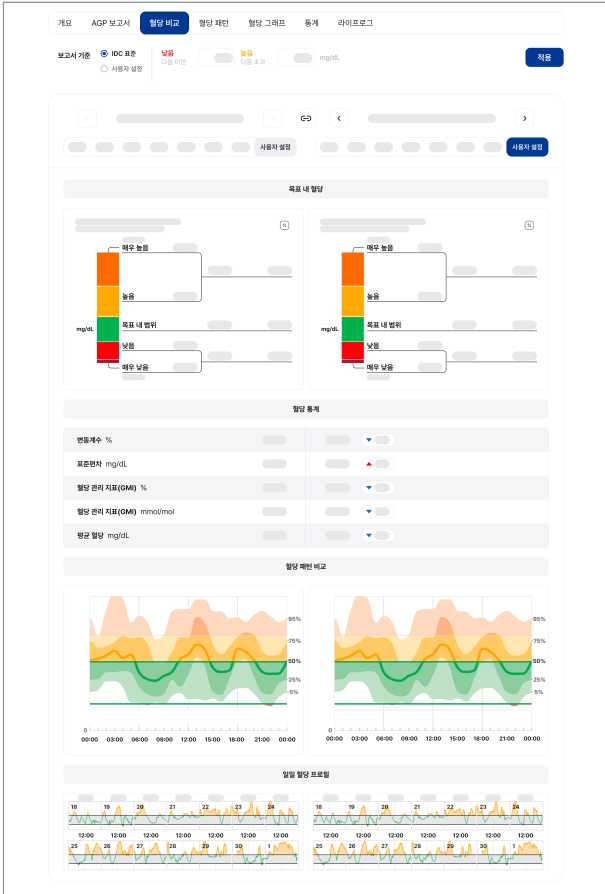 개요 AGP 보고서 혈당 비교 혈당 패턴 혈당 그래프 통계 라이프로그
보고서 기준 IDC 표준 낮음 높음
다음 미만 다음 초과 mg/dL
사용자 설정
적용
사용자 설정 사용자 설정
목표 내 혈당
% %
매우 높음 매우 높음
높음 높음
mg/dL 목표 내 범위 mg/dL 목표 내 범위
낮음 낮음
매우 낮음 매우 낮음
혈당 통계
변동계수 %
표준편차 mg/dL
혈당 관리 지표(GMI) %
혈당 관리 지표(GMI) mmol/mol
평균 혈당 mg/dL
혈당 패턴 비교
95% 95%
75% 75%
50% 50%
25% 25%
5% 5%
0 0
00:00 03:00 06:00 09:00 12:00 15:00 18:00 21:00 00:00 00:00 03:00 06:00 09:00 12:00 15:00 18:00 21:00 00:00
일일 혈당 프로필
18 19 20 21 22 23 24 18 19 20 21 22 23 24
12:00 12:00 12:00 12:00 12:00 12:00 12:00 12:00 12:00 12:00 12:00 12:00 12:00 12:00
25 26 27 28 29 30 1 25 26 27 28 29 30 1